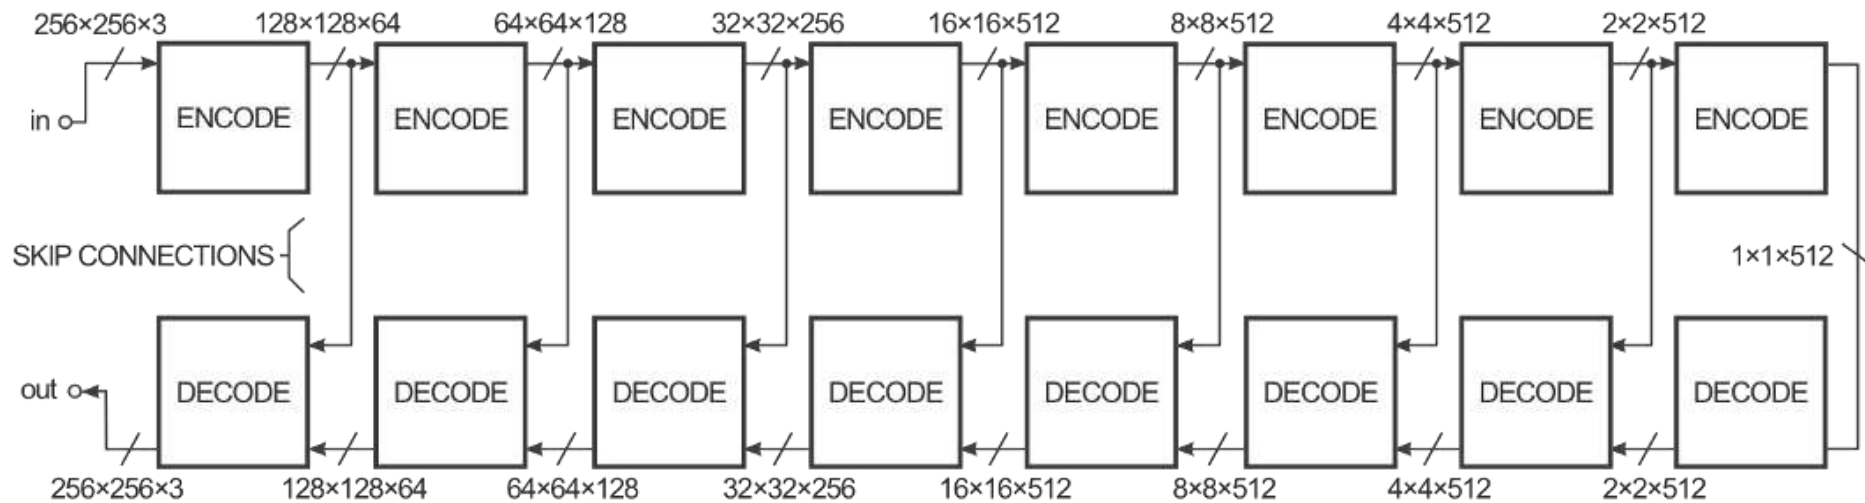 256×256×3 128×128×64 64×64×128 32×32×256 16×16×512 8×8×512 4×4×512 2×2×512
in ENCODE ENCODE ENCODE ENCODE ENCODE ENCODE ENCODE ENCODE
SKIP CONNECTIONS 1×1×512
out DECODE DECODE DECODE DECODE DECODE DECODE DECODE DECODE
256×256×3 128×128×64 64×64×128 32×32×256 16×16×512 8×8×512 4×4×512 2×2×512